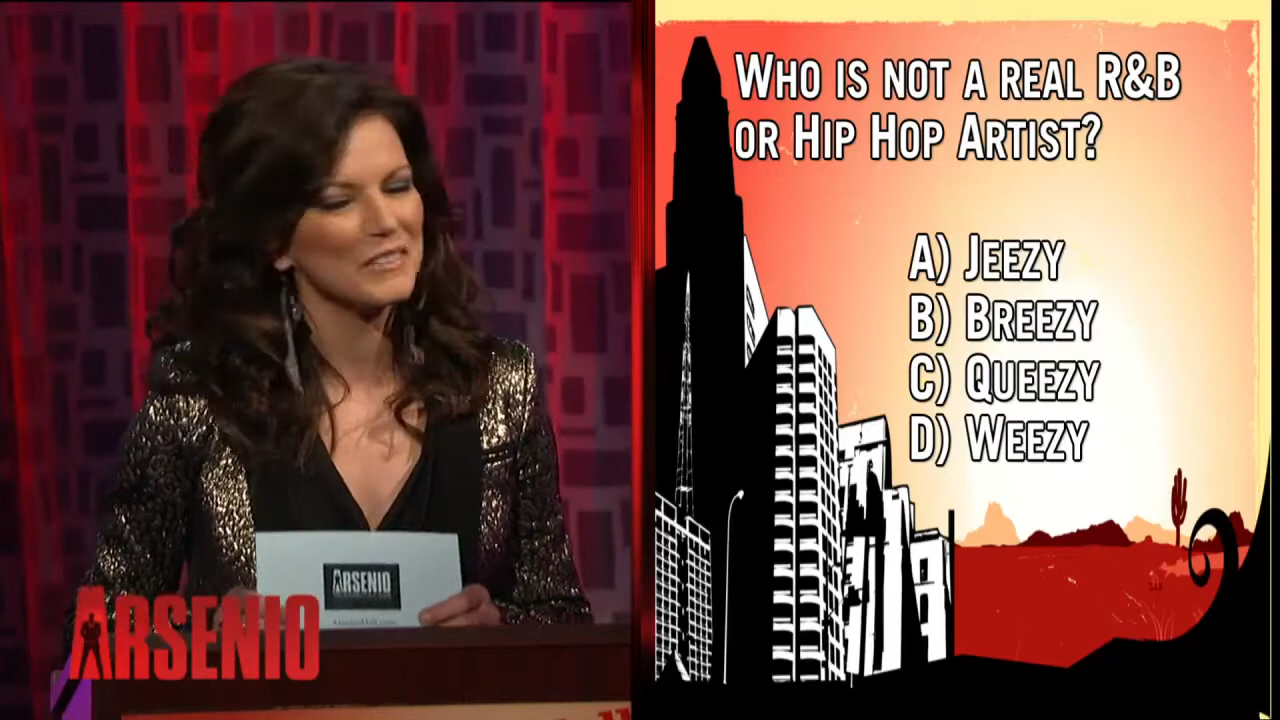 WHO IS NOT A REAL R&B
OR HIP HOP ARTIST?
A) JEEZY
B) BREEZY
C) QUEEZY
D) WEEZY
ARSENIO
ARSENIO